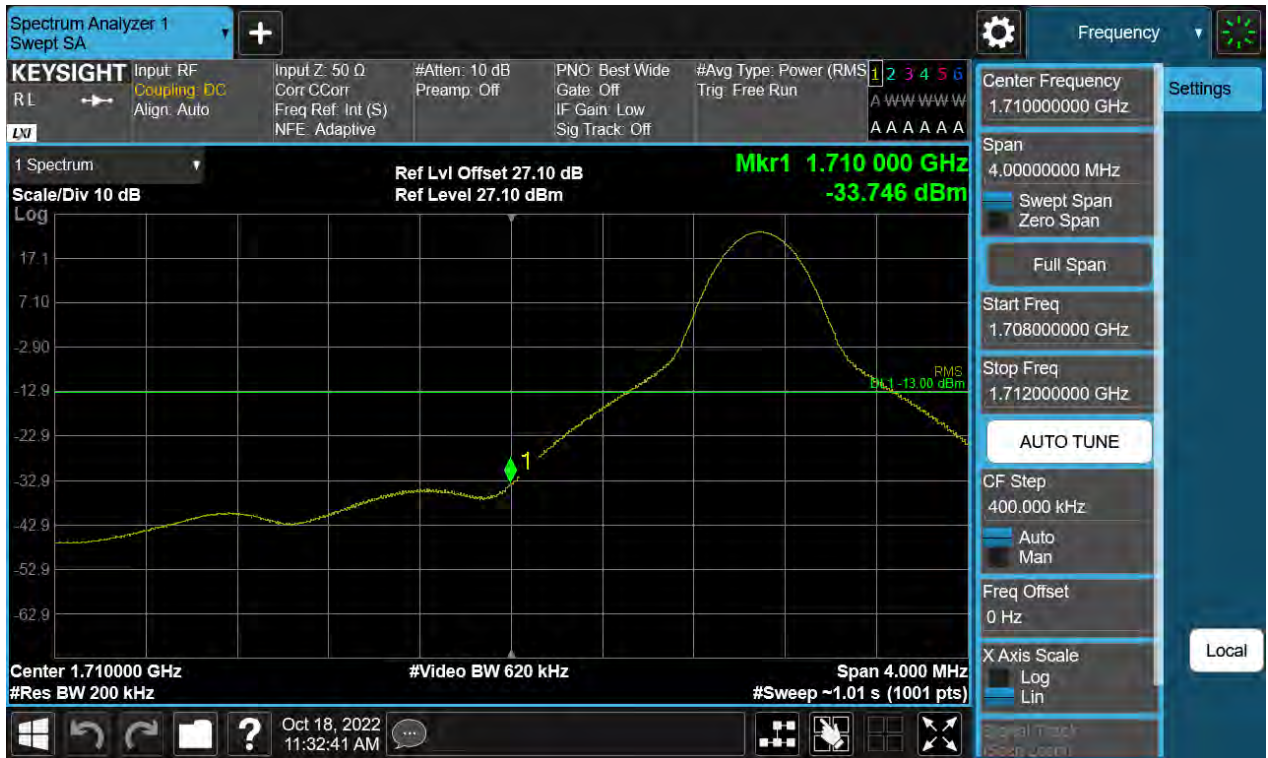 Spectrum Analyzer 1
Swept SA
Frequency
KEYSIGHT
RL
LXI
Input: RF
Coupling: DC
Align: Auto
Input Z: 50 Ω
Corr CCorr
Freq Ref: Int (S)
NFE: Adaptive
#Atten: 10 dB
Preamp: Off
PNO: Best Wide
Gate: Off
IF Gain: Low
Sig Track: Off
#Avg Type: Power (RMS
Trig: Free Run
1 2 3 4 5 6
A W W W W W
A A A A A A
1 Spectrum
Scale/Div 10 dB
Ref Lvl Offset 27.10 dB
Ref Level 27.10 dBm
Mkr1 1.710 000 GHz
-33.746 dBm
Log
17.1
7.10
-2.90
-12.9
-22.9
-32.9
-42.9
-52.9
-62.9
RMS
DL1 -13.00 dBm
1
Center 1.710000 GHz
#Res BW 200 kHz
#Video BW 620 kHz
Span 4.000 MHz
#Sweep ~1.01 s (1001 pts)
Center Frequency
1.710000000 GHz
Span
4.00000000 MHz
Swept Span
Zero Span
Full Span
Start Freq
1.708000000 GHz
Stop Freq
1.712000000 GHz
AUTO TUNE
CF Step
400.000 kHz
Auto
Man
Freq Offset
0 Hz
X Axis Scale
Log
Lin
Signal Track
(Span Zoom)
Settings
Local
?
Oct 18, 2022
11:32:41 AM